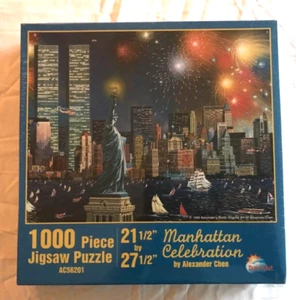 1000 Piece
Jigsaw Puzzle
AC56201
21 1/2"
by
27 1/2"
Manhattan
Celebration
by Alexander Chen